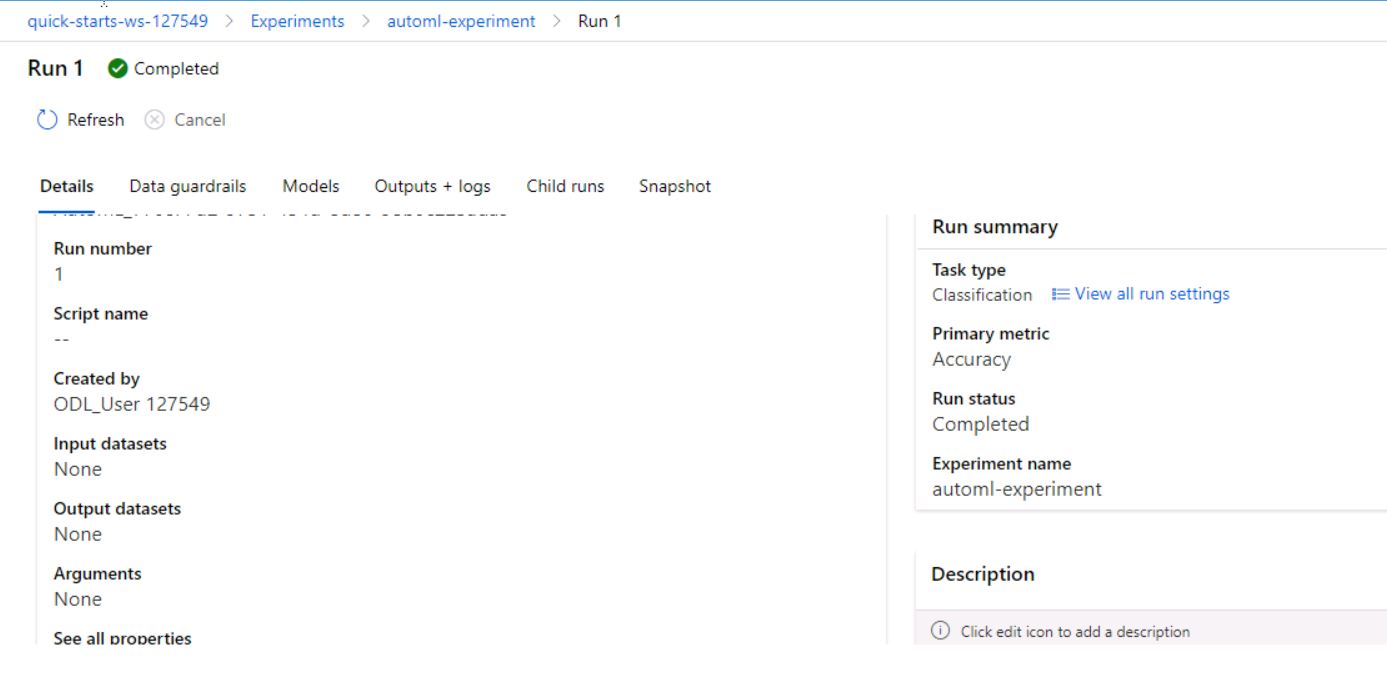 quick-starts-ws-127549 > Experiments > automl-experiment > Run 1
Run 1 Completed
Refresh Cancel
Details Data guardrails Models Outputs + logs Child runs Snapshot
Run number
1
Script name
--
Created by
ODL_User 127549
Input datasets
None
Output datasets
None
Arguments
None
See all properties
Run summary
Task type
Classification View all run settings
Primary metric
Accuracy
Run status
Completed
Experiment name
automl-experiment
Description
Click edit icon to add a description